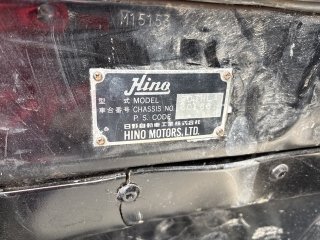 M15153
Hino
型 式 MODEL
車台番号 CHASSIS NO.
P. S. CODE
日野自動車工業株式会社
HINO MOTORS, LTD.